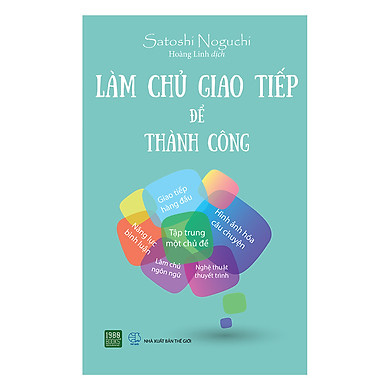 Satoshi Noguchi
Hoàng Linh dịch
LÀM CHỦ GIAO TIẾP
ĐỂ
THÀNH CÔNG
Giao tiếp
hàng đầu
Năng lực
bình luận
Tập trung
một chủ đề
Hình ảnh hóa
câu chuyện
Làm chủ
ngôn ngữ
Nghệ thuật
thuyết trình
1980
BOOKS
NHÀ XUẤT BẢN THẾ GIỚI